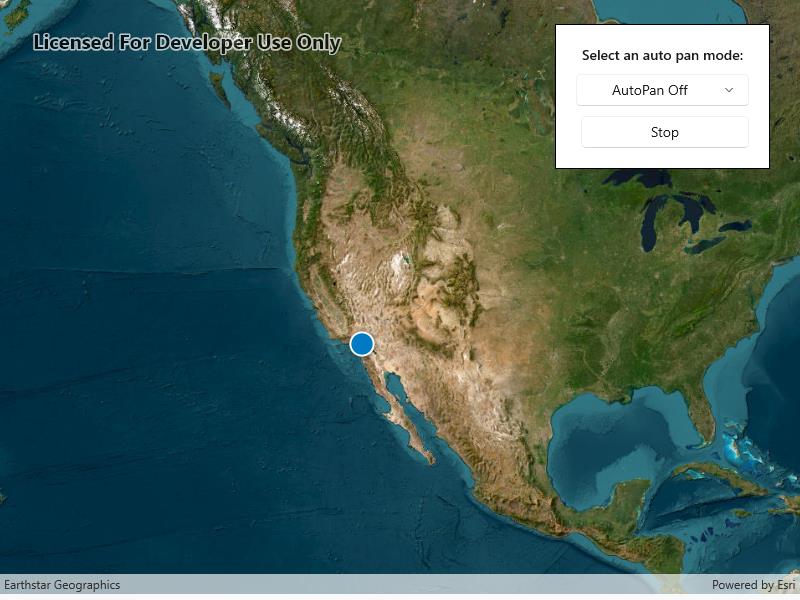 Licensed For Developer Use Only
Select an auto pan mode:
AutoPan Off
Stop
Earthstar Geographics
Powered by Esri